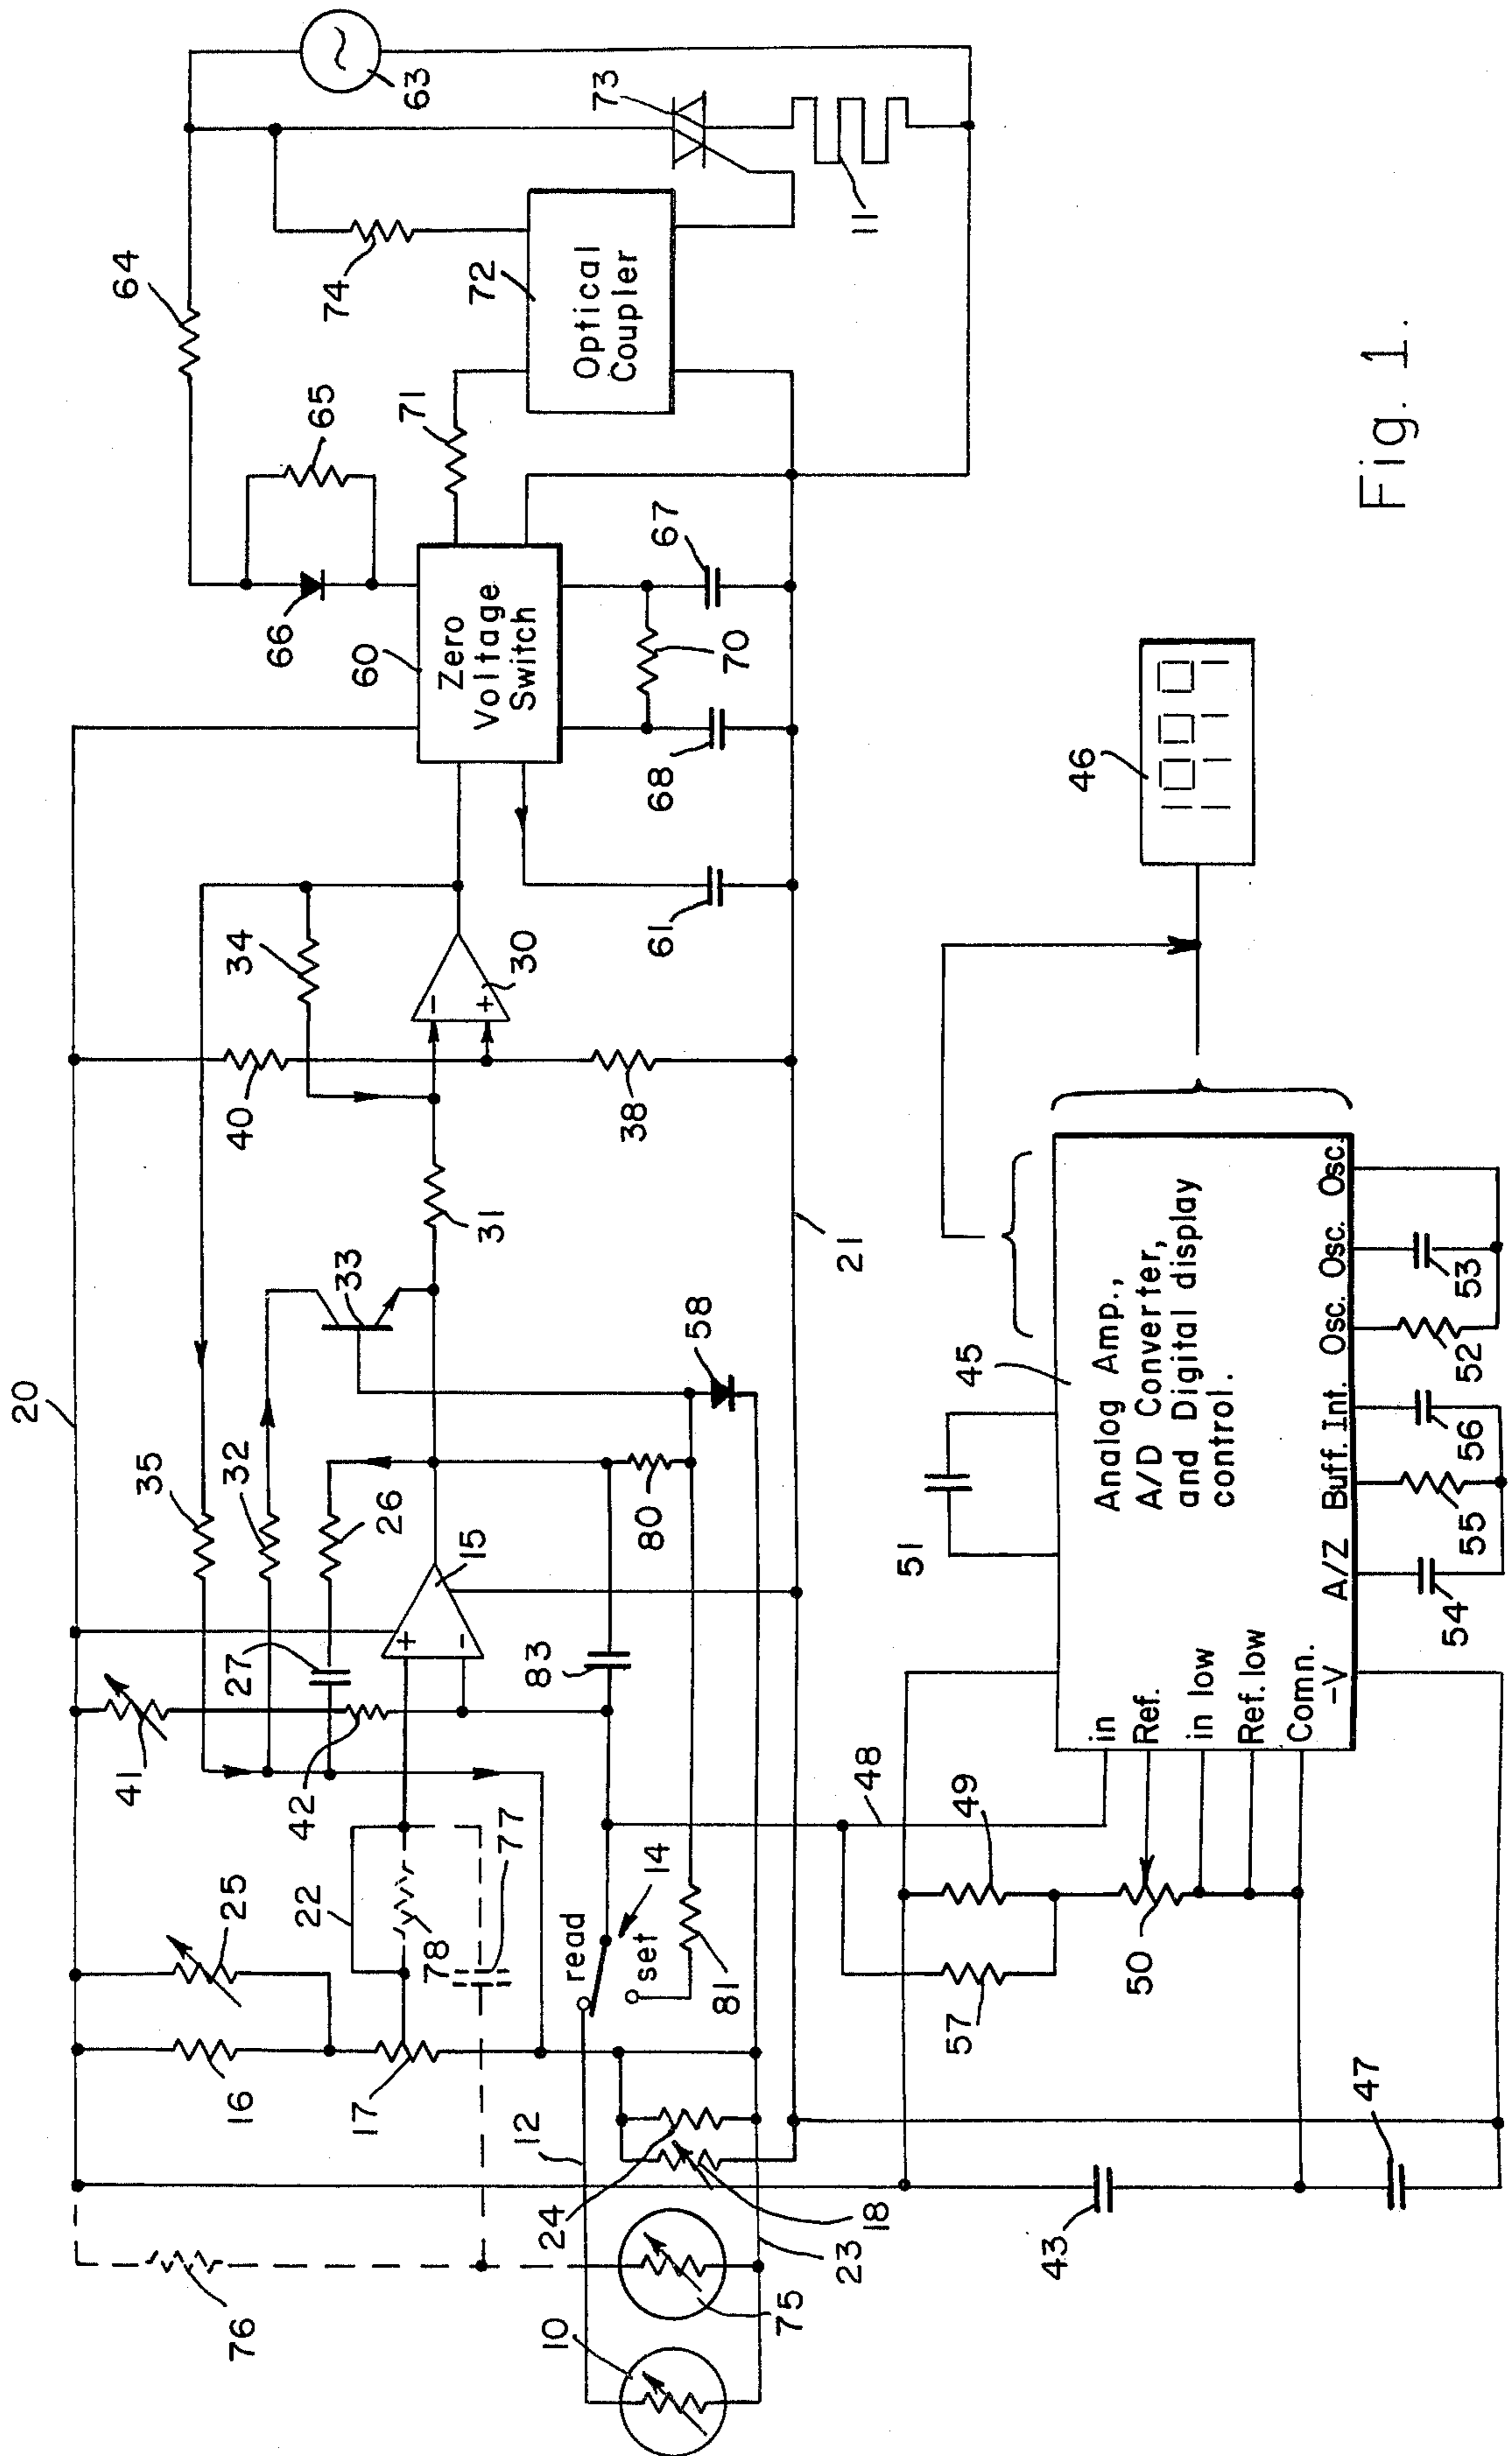 20
76
16
25
41
35
32
40
34
64
63
17
22
42
27
26
33
66
65
74
78
77
15
31
30
60
Zero
Voltage
Switch
71
72
Optical
Coupler
73
10
12
read
14
set
83
80
58
38
61
68
70
67
11
75
24
18
23
81
21
48
43
57
49
50
51
45
46
47
in
Ref.
in low
Ref. low
Comn.
-V
A/Z
Buff.
Int.
Osc.
Osc.
Osc.
Analog Amp.,
A/D Converter,
and Digital display
control.
54
55
56
52
53
Fig. 1.